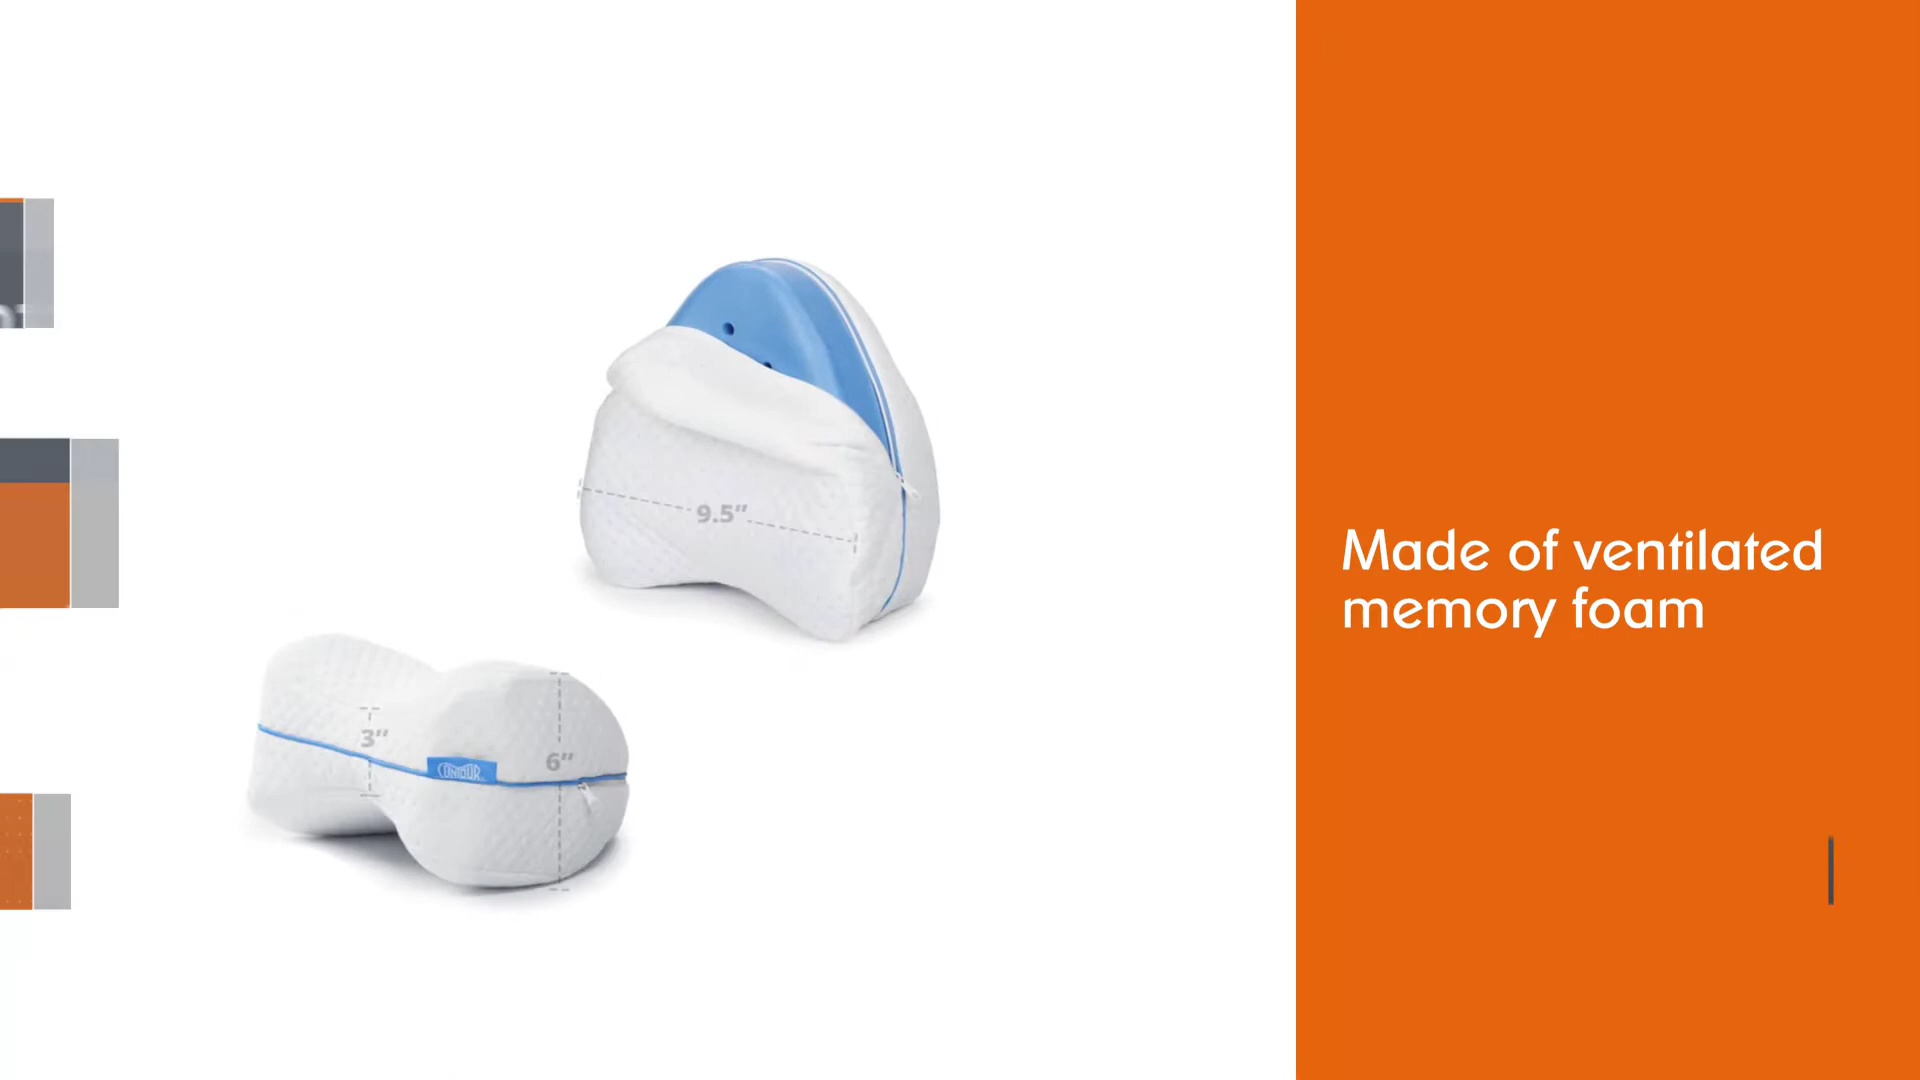 9.5″
3″
6″
CONTOUR
Made of ventilated
memory foam